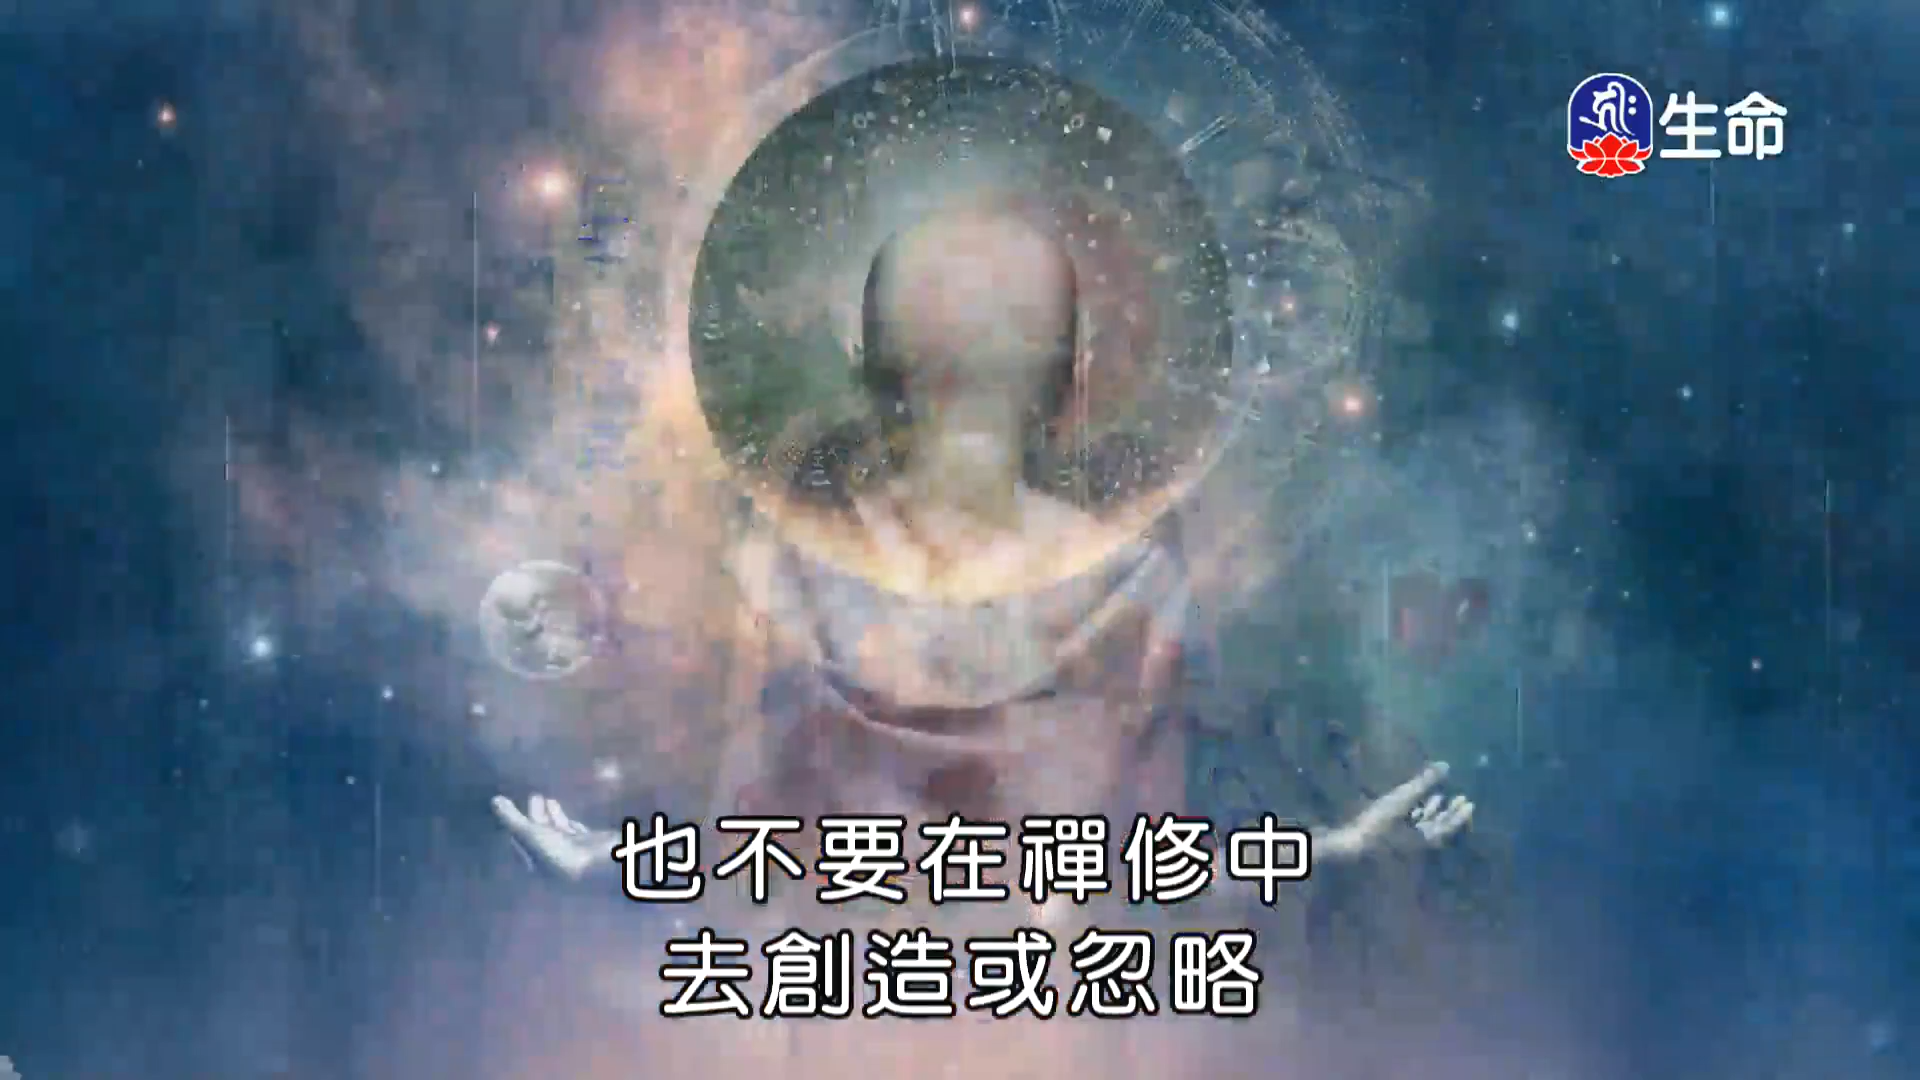 生命
也不要在禪修中
去創造或忽略